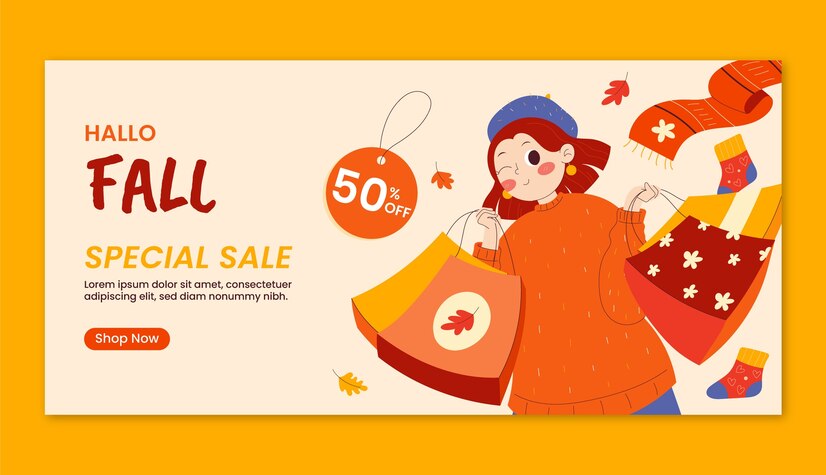 HALLO
FALL
SPECIAL SALE
Lorem ipsum dolor sit amet, consectetuer
adipiscing elit, sed diam nonummy nibh.
Shop Now
50% OFF